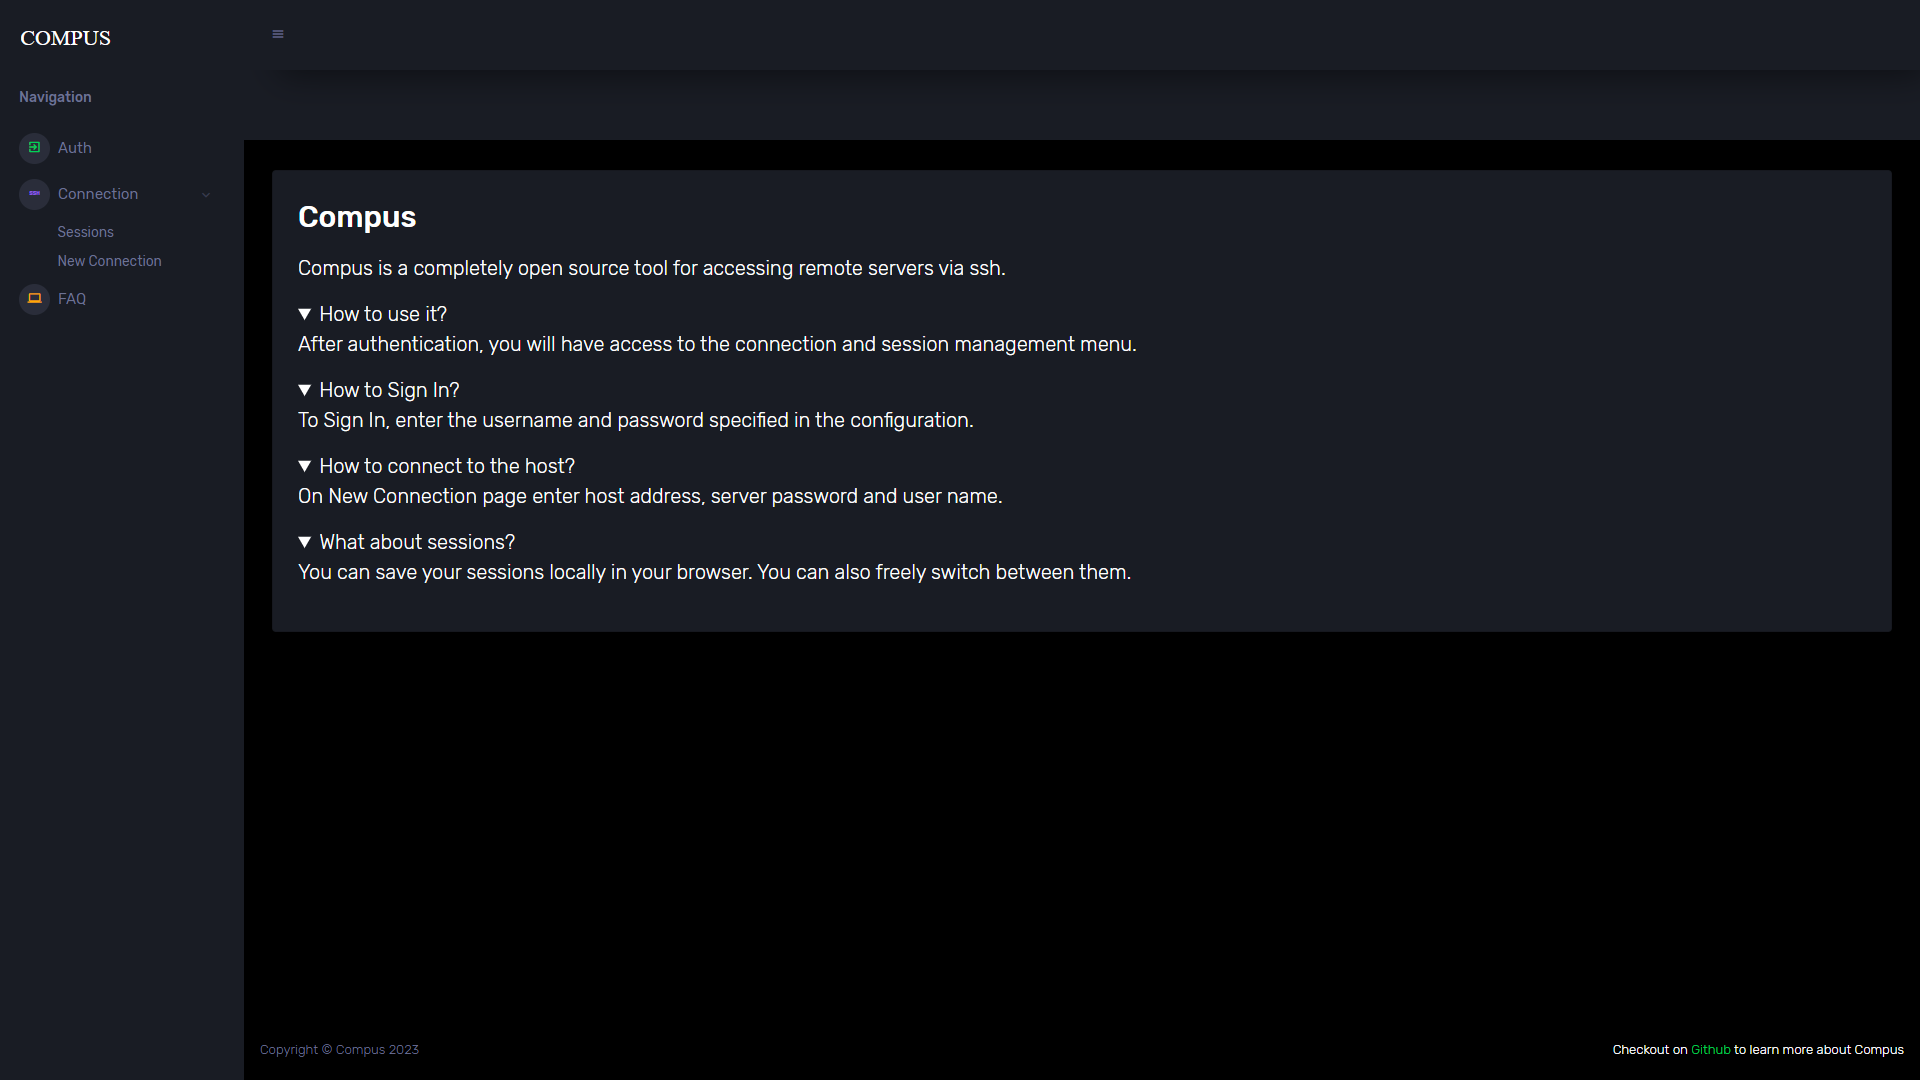 COMPUS
Navigation
Auth
Connection
Sessions
New Connection
FAQ
Compus
Compus is a completely open source tool for accessing remote servers via ssh.
How to use it?
After authentication, you will have access to the connection and session management menu.
How to Sign In?
To Sign In, enter the username and password specified in the configuration.
How to connect to the host?
On New Connection page enter host address, server password and user name.
What about sessions?
You can save your sessions locally in your browser. You can also freely switch between them.
Copyright © Compus 2023
Checkout on Github to learn more about Compus